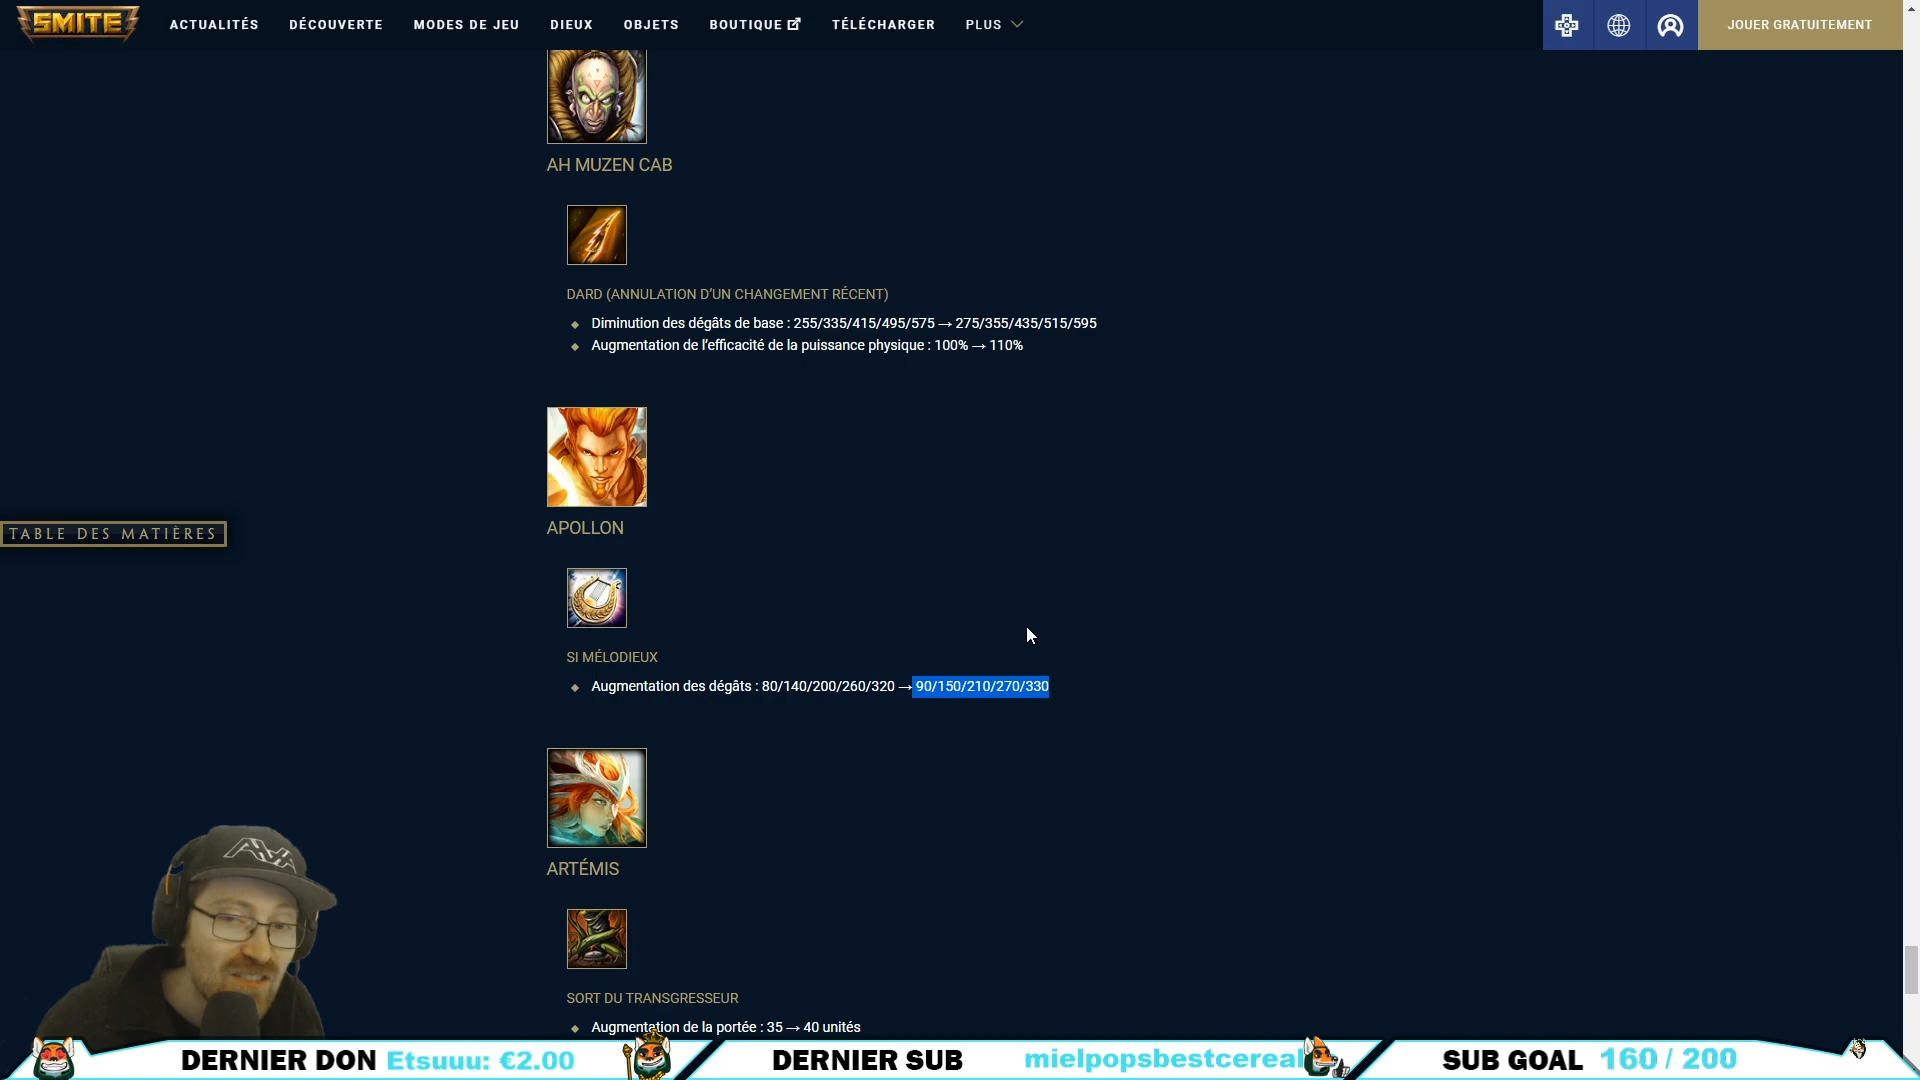 SMITE
ACTUALITÉS DÉCOUVERTE MODES DE JEU DIEUX OBJETS BOUTIQUE TÉLÉCHARGER PLUS JOUER GRATUITEMENT
AH MUZEN CAB
DARD (ANNULATION D’UN CHANGEMENT RÉCENT)
Diminution des dégâts de base : 255/335/415/495/575 → 275/355/435/515/595
Augmentation de l’efficacité de la puissance physique : 100% → 110%
APOLLON
TABLE DES MATIÈRES
SI MÉLODIEUX
Augmentation des dégâts : 80/140/200/260/320 → 90/150/210/270/330
ARTÉMIS
SORT DU TRANSGRESSEUR
Augmentation de la portée : 35 → 40 unités
DERNIER DON Etsuuu: €2.00 DERNIER SUB mielpopsbestcereal SUB GOAL 160 / 200